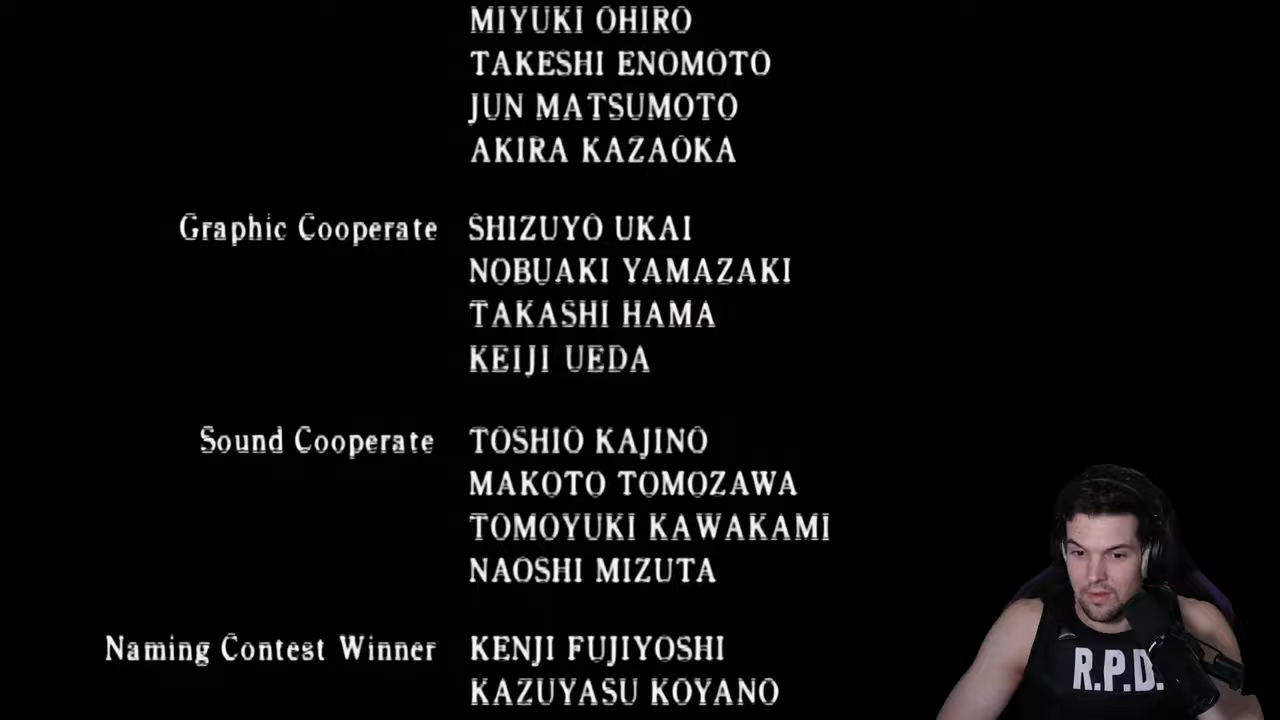 MIYUKI OHIRO
TAKESHI ENOMOTO
JUN MATSUMOTO
AKIRA KAZAOKA
Graphic Cooperate SHIZUYO UKAI
NOBUAKI YAMAZAKI
TAKASHI HAMA
KEIJI UEDA
Sound Cooperate TOSHIO KAJINO
MAKOTO TOMOZAWA
TOMOYUKI KAWAKAMI
NAOSHI MIZUTA
Naming Contest Winner KENJI FUJIYOSHI
KAZUYASU KOYANO
R.P.D.